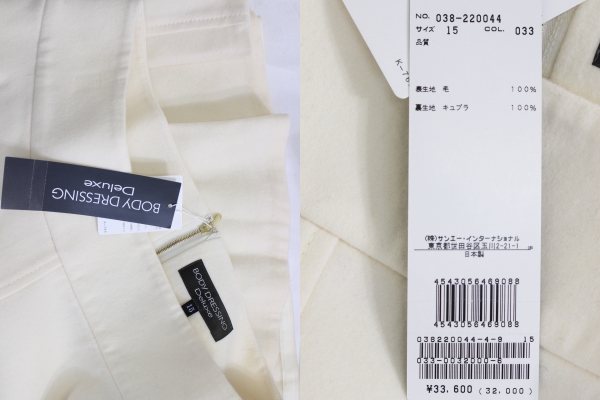 BODY DRESSING
Deluxe
BODY DRESSING
Deluxe
NO. 038-220044
サイズ 15 COL. 033
品質
表生地 毛 100%
裏生地 キュプラ 100%
(株)サンエー・インターナショナル
東京都世田谷区玉川2-21-1
日本製
4543056469088
4543056469088
038220044-4-9 15
033-0032000-6
¥33,600 (32,000)